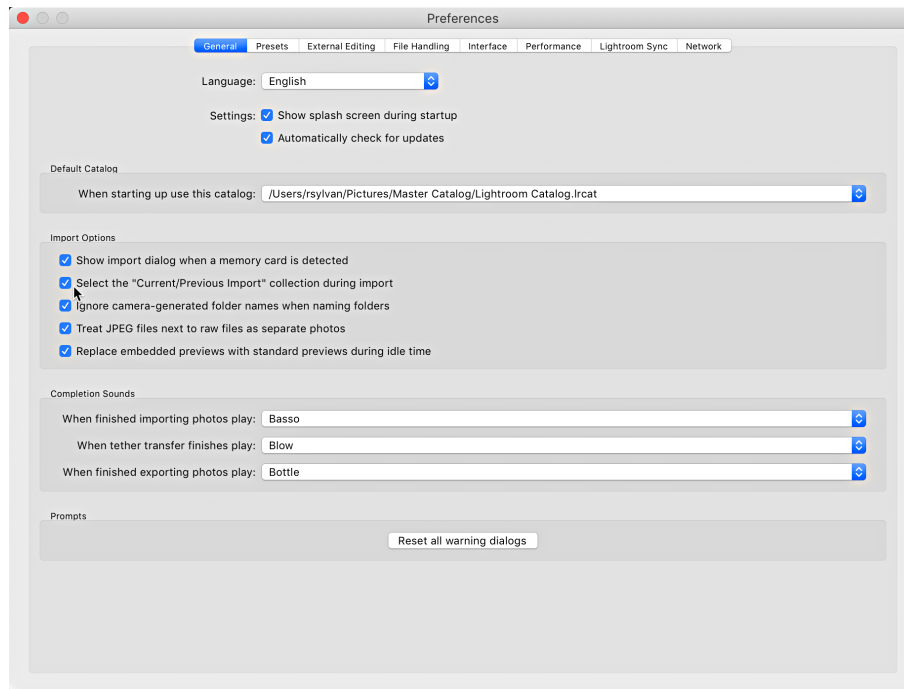 Preferences
General Presets External Editing File Handling Interface Performance Lightroom Sync Network
Language: English
Settings: Show splash screen during startup
Automatically check for updates
Default Catalog
When starting up use this catalog: /Users/rsylvan/Pictures/Master Catalog/Lightroom Catalog.lrcat
Import Options
Show import dialog when a memory card is detected
Select the "Current/Previous Import" collection during import
Ignore camera-generated folder names when naming folders
Treat JPEG files next to raw files as separate photos
Replace embedded previews with standard previews during idle time
Completion Sounds
When finished importing photos play: Basso
When tether transfer finishes play: Blow
When finished exporting photos play: Bottle
Prompts
Reset all warning dialogs